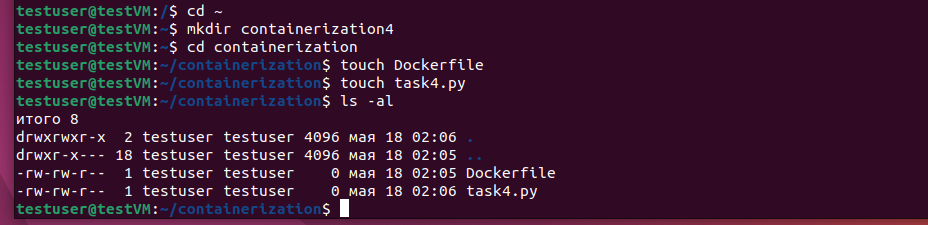 testuser@testVM:/$ cd ~
testuser@testVM:~$ mkdir containerization4
testuser@testVM:~$ cd containerization
testuser@testVM:~/containerization$ touch Dockerfile
testuser@testVM:~/containerization$ touch task4.py
testuser@testVM:~/containerization$ ls -al
итого 8
drwxrwxr-x  2 testuser testuser 4096 мая 18 02:06 .
drwxr-x--- 18 testuser testuser 4096 мая 18 02:05 ..
-rw-rw-r--  1 testuser testuser    0 мая 18 02:05 Dockerfile
-rw-rw-r--  1 testuser testuser    0 мая 18 02:06 task4.py
testuser@testVM:~/containerization$